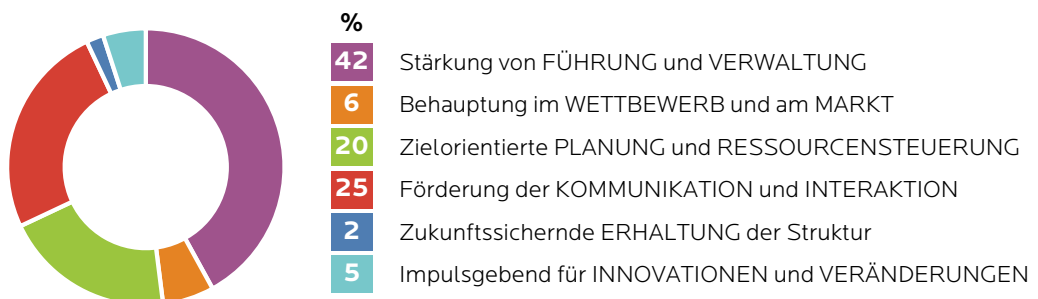 %
42 Stärkung von FÜHRUNG und VERWALTUNG
6 Behauptung im WETTBEWERB und am MARKT
20 Zielorientierte PLANUNG und RESSOURCENSTEUERUNG
25 Förderung der KOMMUNIKATION und INTERAKTION
2 Zukunftssichernde ERHALTUNG der Struktur
5 Impulsgebend für INNOVATIONEN und VERÄNDERUNGEN